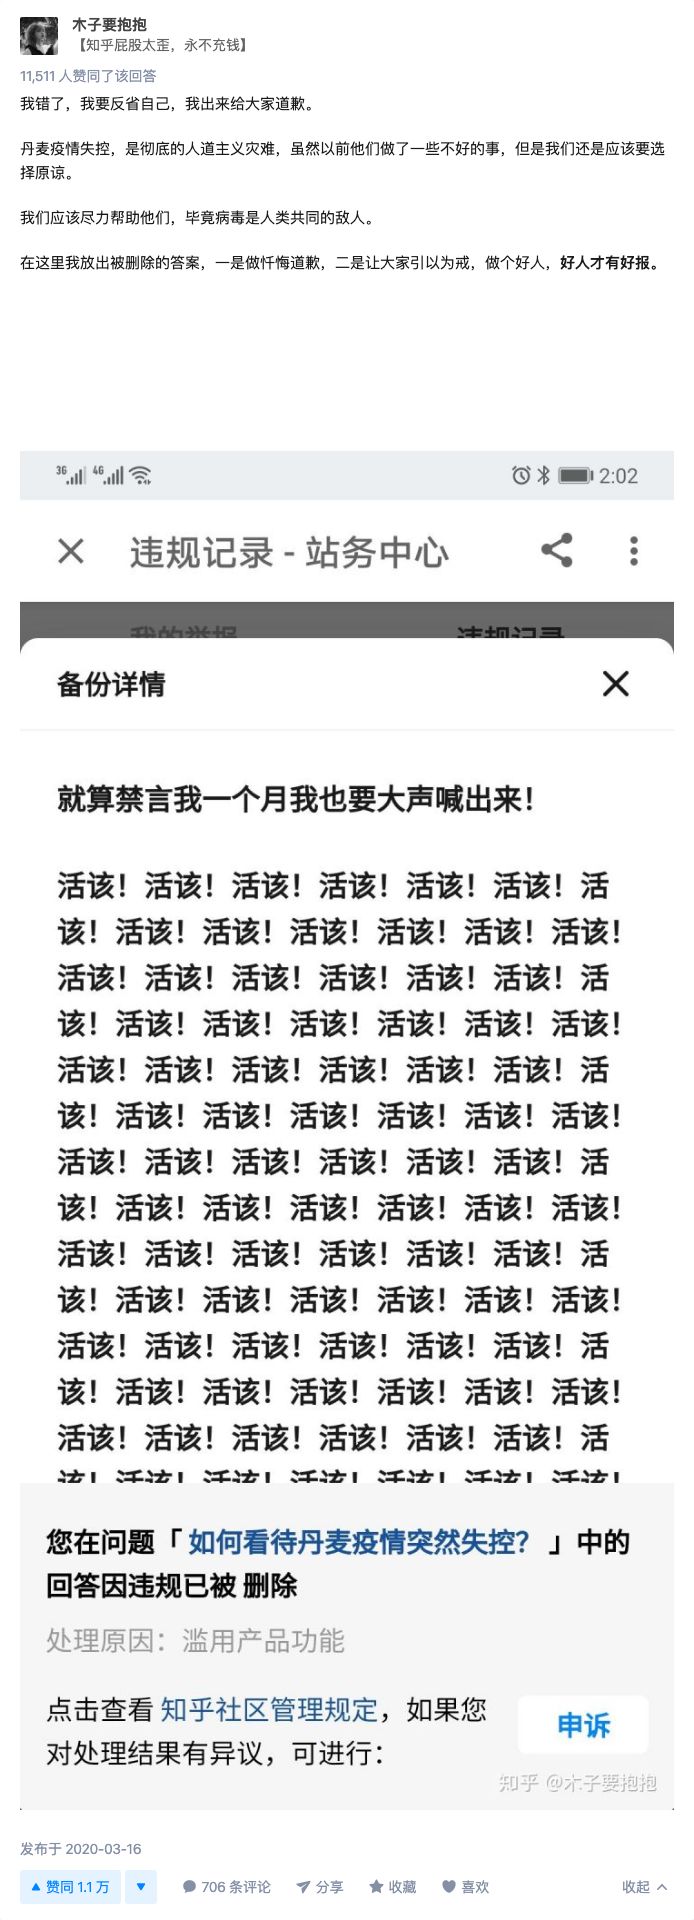 木子要抱抱
【知乎屁股太歪，永不充钱】
11,511 人赞同了该回答
我错了，我要反省自己，我出来给大家道歉。
丹麦疫情失控，是彻底的人道主义灾难，虽然以前他们做了一些不好的事，但是我们还是应该要选
择原谅。
我们应该尽力帮助他们，毕竟病毒是人类共同的敌人。
在这里我放出被删除的答案，一是做忏悔道歉，二是让大家引以为戒，做个好人，好人才有好报。
3G 4G 2:02
违规记录 - 站务中心
我的举报 违规记录
备份详情
就算禁言我一个月我也要大声喊出来！
活该！活该！活该！活该！活该！活该！活
该！活该！活该！活该！活该！活该！活该！
活该！活该！活该！活该！活该！活该！活
该！活该！活该！活该！活该！活该！活该！
活该！活该！活该！活该！活该！活该！活
该！活该！活该！活该！活该！活该！活该！
活该！活该！活该！活该！活该！活该！活
该！活该！活该！活该！活该！活该！活该！
活该！活该！活该！活该！活该！活该！活
该！活该！活该！活该！活该！活该！活该！
活该！活该！活该！活该！活该！活该！活
该！活该！活该！活该！活该！活该！活该！
活该！活该！活该！活该！活该！活该！活
该！活该！活该！活该！活该！活该！活该！
您在问题「 如何看待丹麦疫情突然失控？ 」中的
回答因违规已被 删除
处理原因：滥用产品功能
点击查看 知乎社区管理规定，如果您
对处理结果有异议，可进行：
申诉
知乎 @木子要抱抱
发布于 2020-03-16
赞同 1.1 万 706 条评论 分享 收藏 喜欢 收起